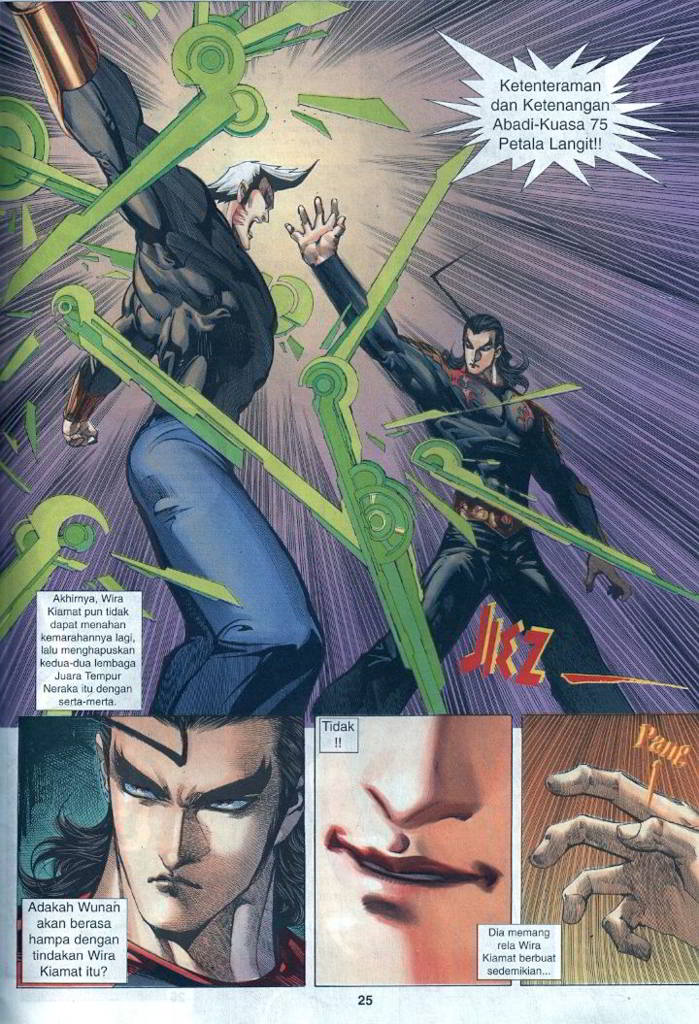 Ketenteraman
dan Ketenangan
Abadi-Kuasa 75
Petala Langit!!
Akhirnya, Wira
Kiamat pun tidak
dapat menahan
kemarahannya lagi,
lalu menghapuskan
kedua-dua lembaga
Juara Tempur
Neraka itu dengan
serta-merta.
JIEZ
Adakah Wunan
akan berasa
hampa dengan
tindakan Wira
Kiamat itu?
Tidak
!!
Pang
Dia memang
rela Wira
Kiamat berbuat
sedemikian...
25